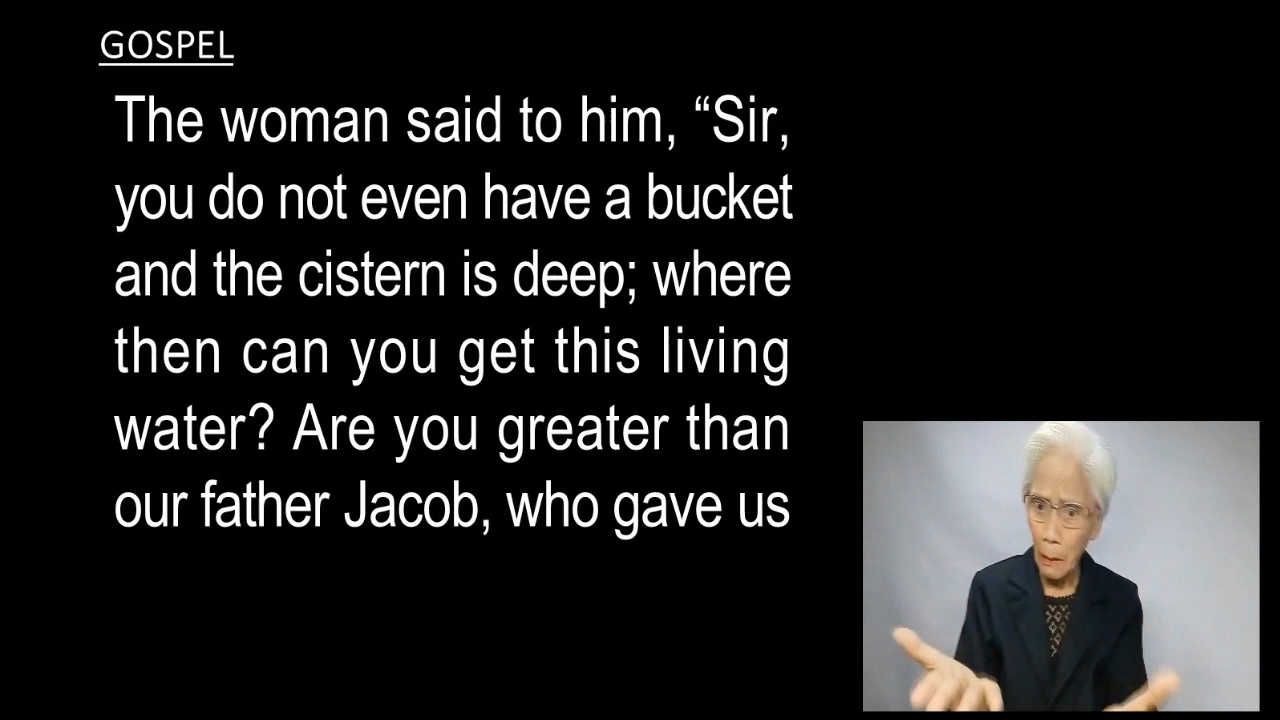 GOSPEL
The woman said to him, “Sir,
you do not even have a bucket
and the cistern is deep; where
then can you get this living
water? Are you greater than
our father Jacob, who gave us